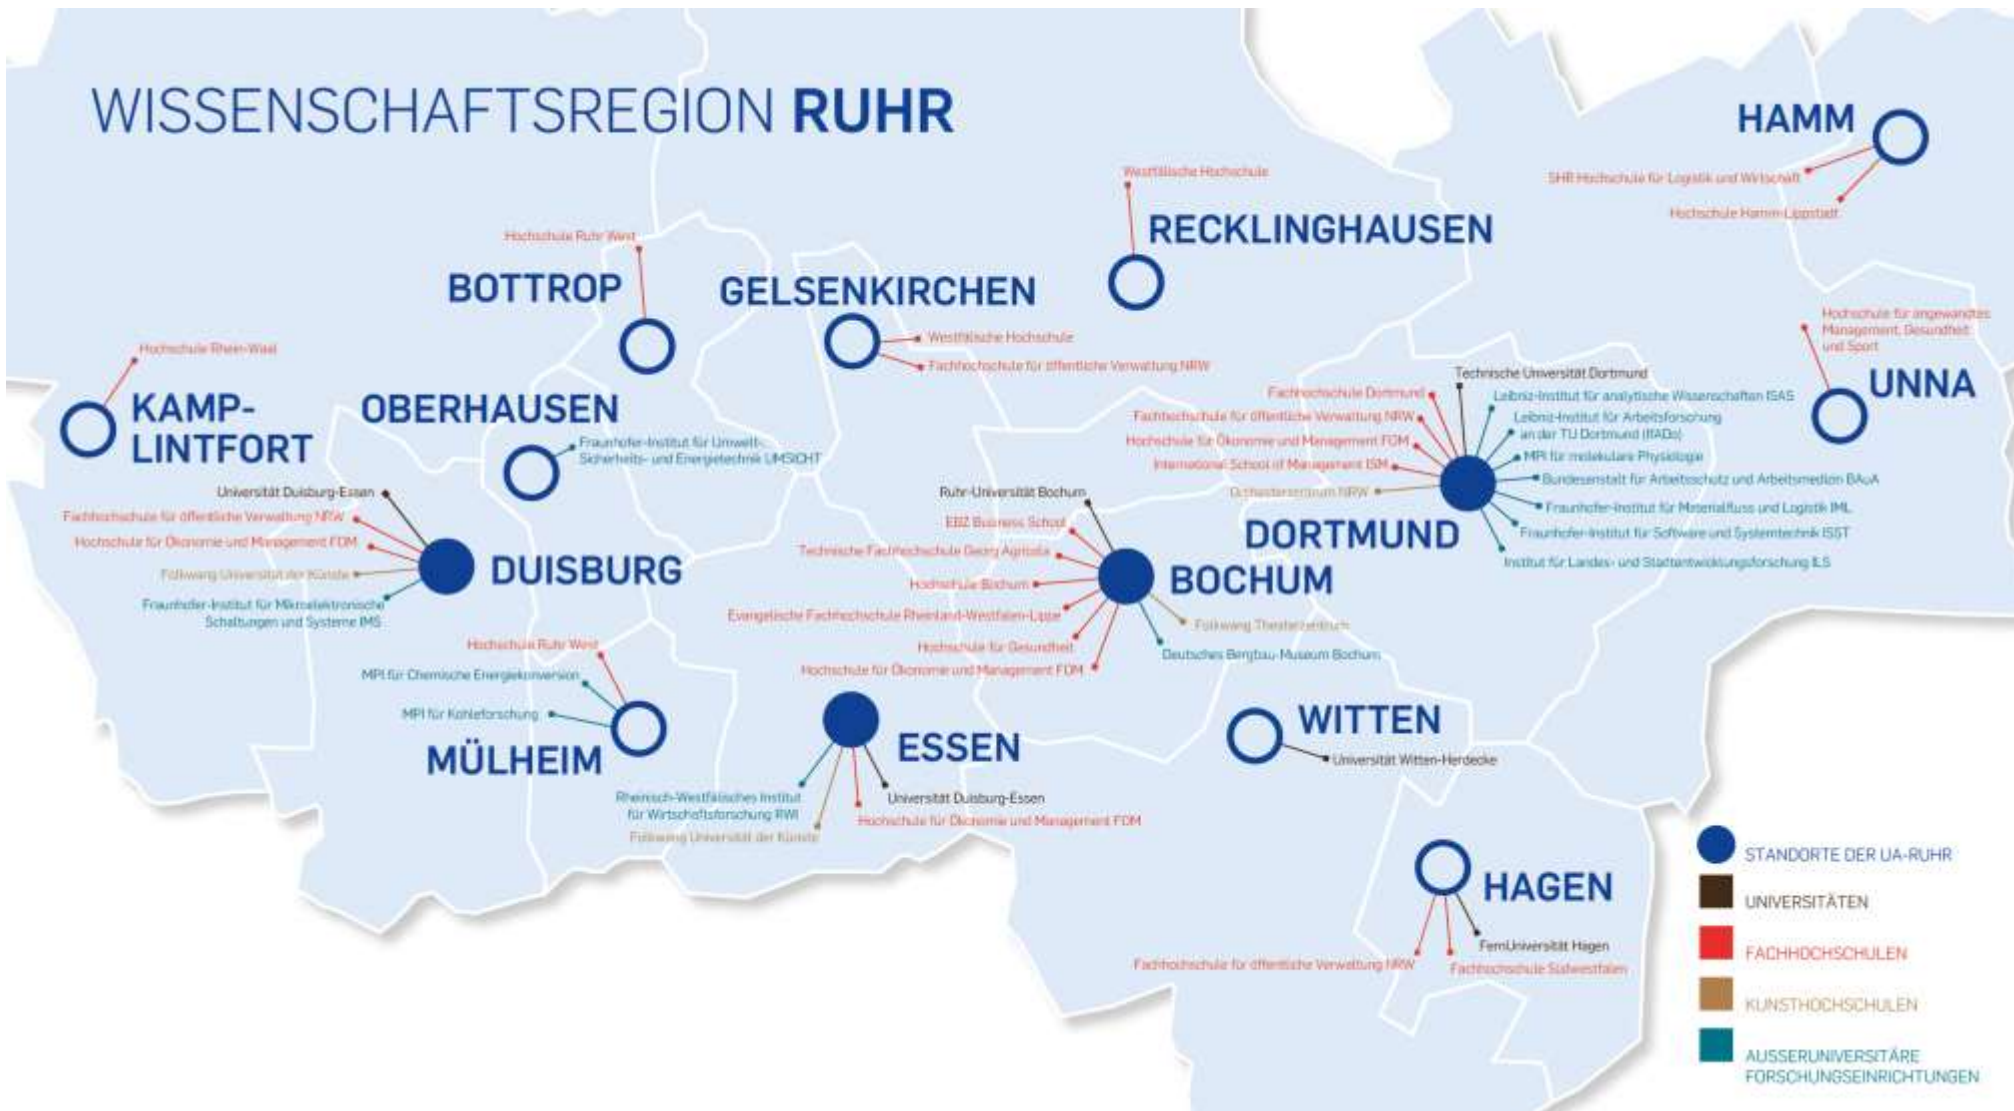 WISSENSCHAFTSREGION RUHR
HAMM
SHR Hochschule für Logistik und Wirtschaft
Hochschule Hamm-Lippstadt
Westfälische Hochschule
RECKLINGHAUSEN
Hochschule Ruhr West
BOTTROP
GELSENKIRCHEN
Westfälische Hochschule
Fachhochschule für öffentliche Verwaltung NRW
Hochschule für angewandtes
Management, Gesundheit
und Sport
UNNA
Hochschule Rhein-Waal
KAMP-
LINTFORT
OBERHAUSEN
Fraunhofer-Institut für Umwelt-,
Sicherheits- und Energietechnik UMSICHT
Technische Universität Dortmund
Fachhochschule Dortmund
Fachhochschule für öffentliche Verwaltung NRW
Hochschule für Ökonomie und Management FOM
International School of Management ISM
Orchesterzentrum NRW
Leibniz-Institut für analytische Wissenschaften ISAS
Leibniz-Institut für Arbeitsforschung
an der TU Dortmund (IfADo)
MPI für molekulare Physiologie
Bundesanstalt für Arbeitsschutz und Arbeitsmedizin BAuA
Fraunhofer-Institut für Materialfluss und Logistik IML
Fraunhofer-Institut für Software und Systemtechnik ISST
Institut für Landes- und Stadtentwicklungsforschung ILS
DORTMUND
Universität Duisburg-Essen
Fachhochschule für öffentliche Verwaltung NRW
Hochschule für Ökonomie und Management FOM
Folkwang Universität der Künste
Fraunhofer-Institut für Mikroelektronische
Schaltungen und Systeme IMS
DUISBURG
Ruhr-Universität Bochum
EBZ Business School
Technische Fachhochschule Georg Agricola
Hochschule Bochum
Evangelische Fachhochschule Rheinland-Westfalen-Lippe
Hochschule für Gesundheit
Hochschule für Ökonomie und Management FOM
BOCHUM
Folkwang Theaterzentrum
Deutsches Bergbau-Museum Bochum
Hochschule Ruhr West
MPI für Chemische Energiekonversion
MPI für Kohleforschung
MÜLHEIM
ESSEN
Rheinisch-Westfälisches Institut
für Wirtschaftsforschung RWI
Folkwang Universität der Künste
Universität Duisburg-Essen
Hochschule für Ökonomie und Management FOM
WITTEN
Universität Witten-Herdecke
HAGEN
FernUniversität Hagen
Fachhochschule für öffentliche Verwaltung NRW
Fachhochschule Südwestfalen
STANDORTE DER UA-RUHR
UNIVERSITÄTEN
FACHHOCHSCHULEN
KUNSTHOCHSCHULEN
AUSSERUNIVERSITÄRE
FORSCHUNGSEINRICHTUNGEN